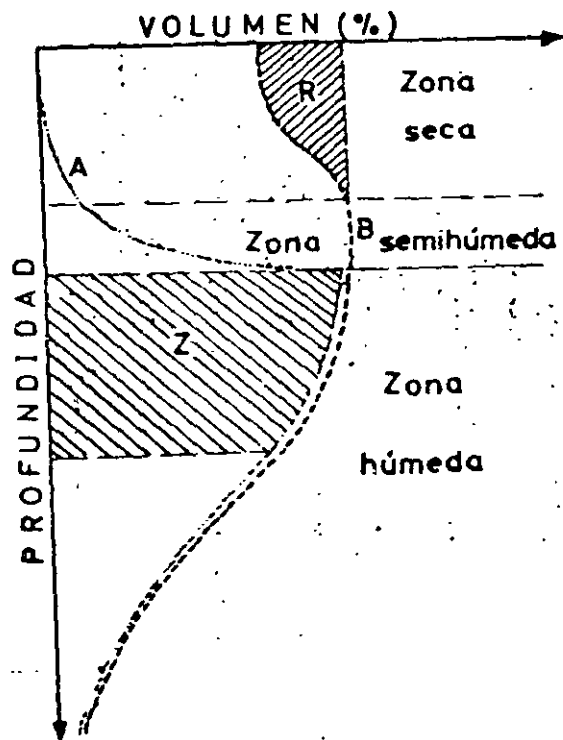 VOLUMEN (%)
R
Zona
seca
A
B
Zona semihúmeda
Z
Zona
húmeda
PROFUNDIDAD